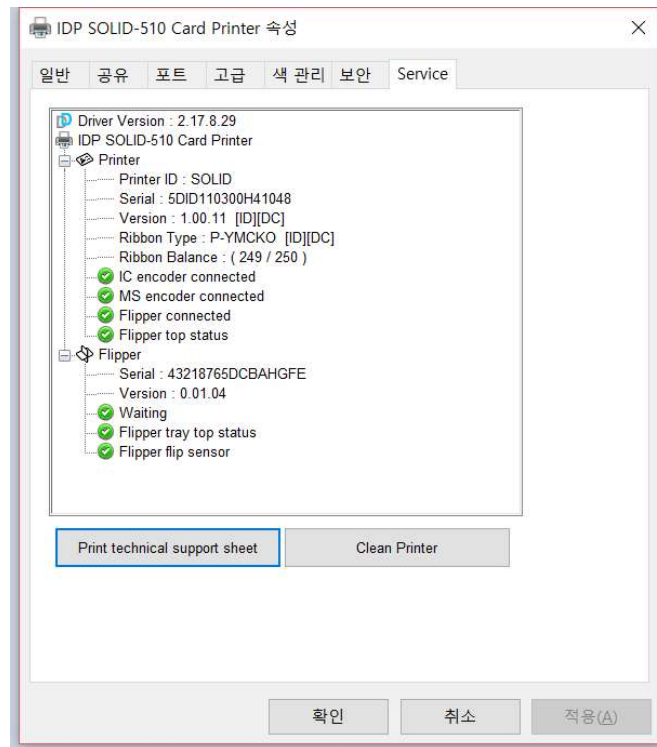 IDP SOLID-510 Card Printer 속성
일반 공유 포트 고급 색 관리 보안 Service
Driver Version : 2.17.8.29
IDP SOLID-510 Card Printer
Printer
Printer ID : SOLID
Serial : 5DID110300H41048
Version : 1.00.11 [ID][DC]
Ribbon Type : P-YMCKO [ID][DC]
Ribbon Balance : ( 249 / 250 )
IC encoder connected
MS encoder connected
Flipper connected
Flipper top status
Flipper
Serial : 43218765DCBAHGFE
Version : 0.01.04
Waiting
Flipper tray top status
Flipper flip sensor
Print technical support sheet Clean Printer
확인 취소 적용(A)